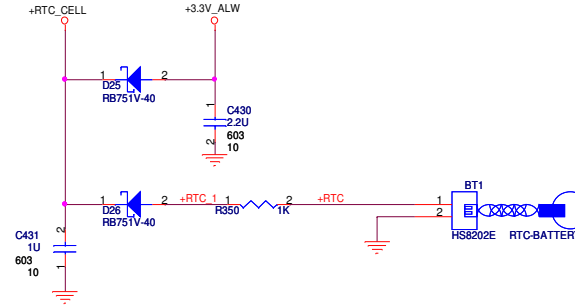 +RTC_CELL
+3.3V_ALW
1
2
D25
RB751V-40
1
C430
2.2U
603
10
2
1
2
D26
RB751V-40
+RTC_1
1
R350
2
1K
+RTC
1
2
BT1
HS8202E
RTC-BATTERY
C431
1U
603
10
2
1